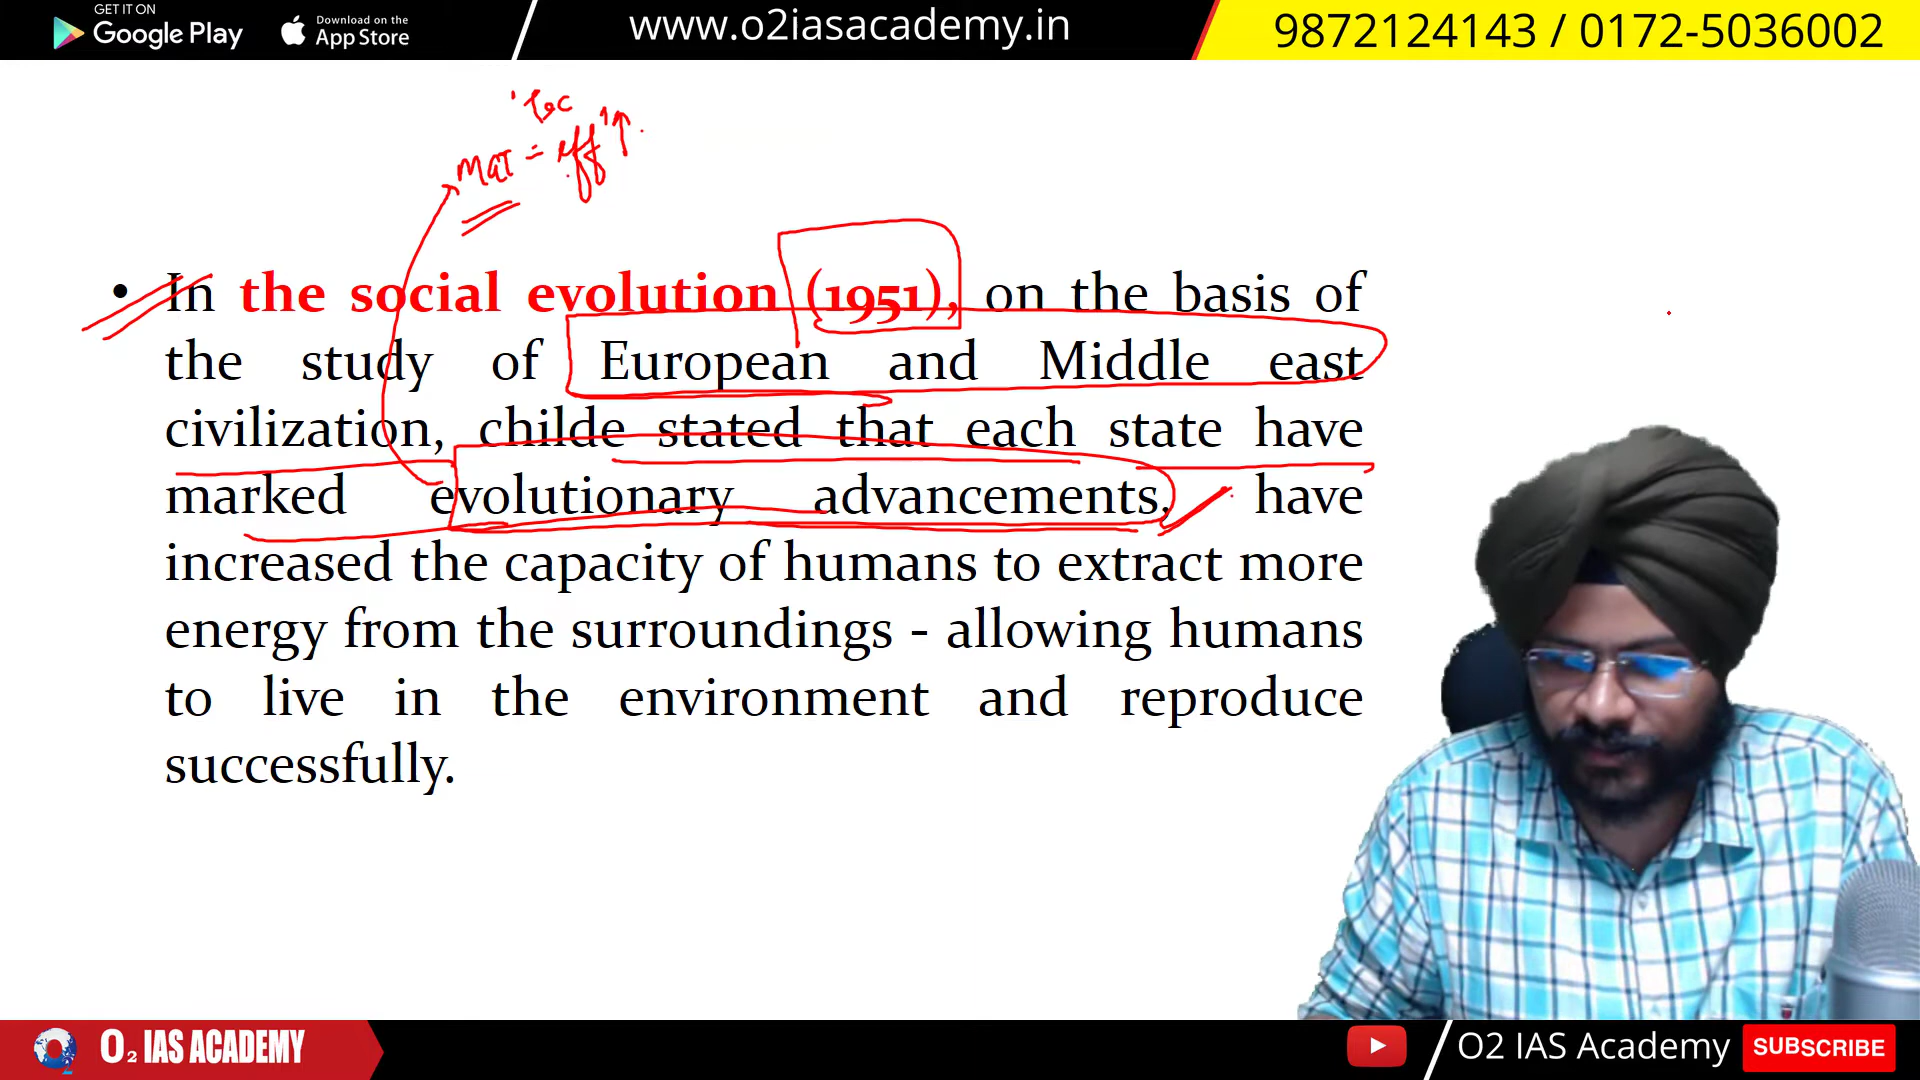 GET IT ON
Google Play
Download on the
App Store
www.o2iasacademy.in
9872124143 / 0172-5036002
mat = eff
• In the social evolution (1951), on the basis of
the study of European and Middle east
civilization, childe stated that each state have
marked evolutionary advancements, have
increased the capacity of humans to extract more
energy from the surroundings - allowing humans
to live in the environment and reproduce
successfully.
O2 IAS ACADEMY
O2 IAS Academy
SUBSCRIBE